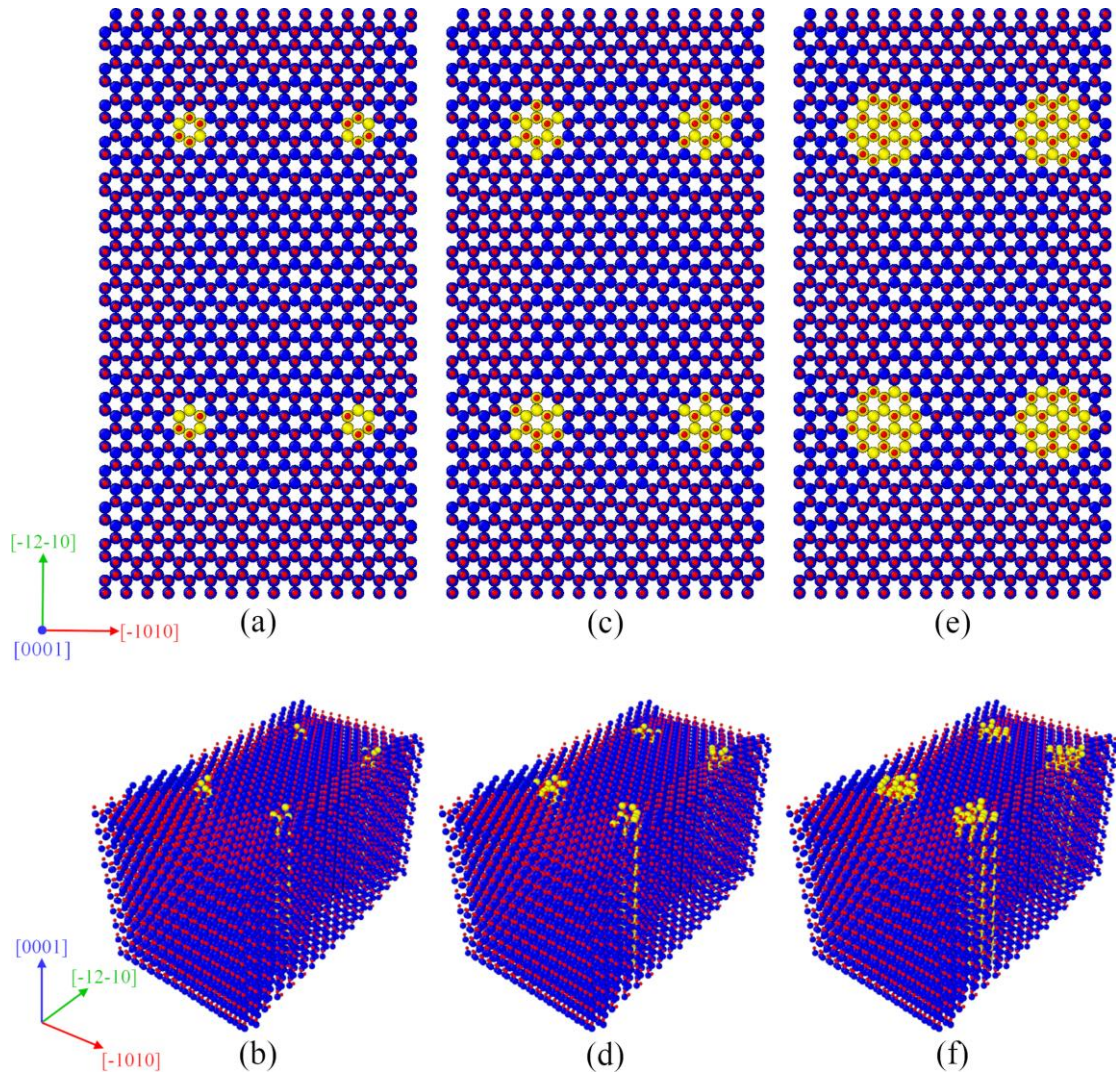 [-12-10]
[-1010]
[0001]
(a)
(c)
(e)
[0001]
[-12-10]
[-1010]
(b)
(d)
(f)